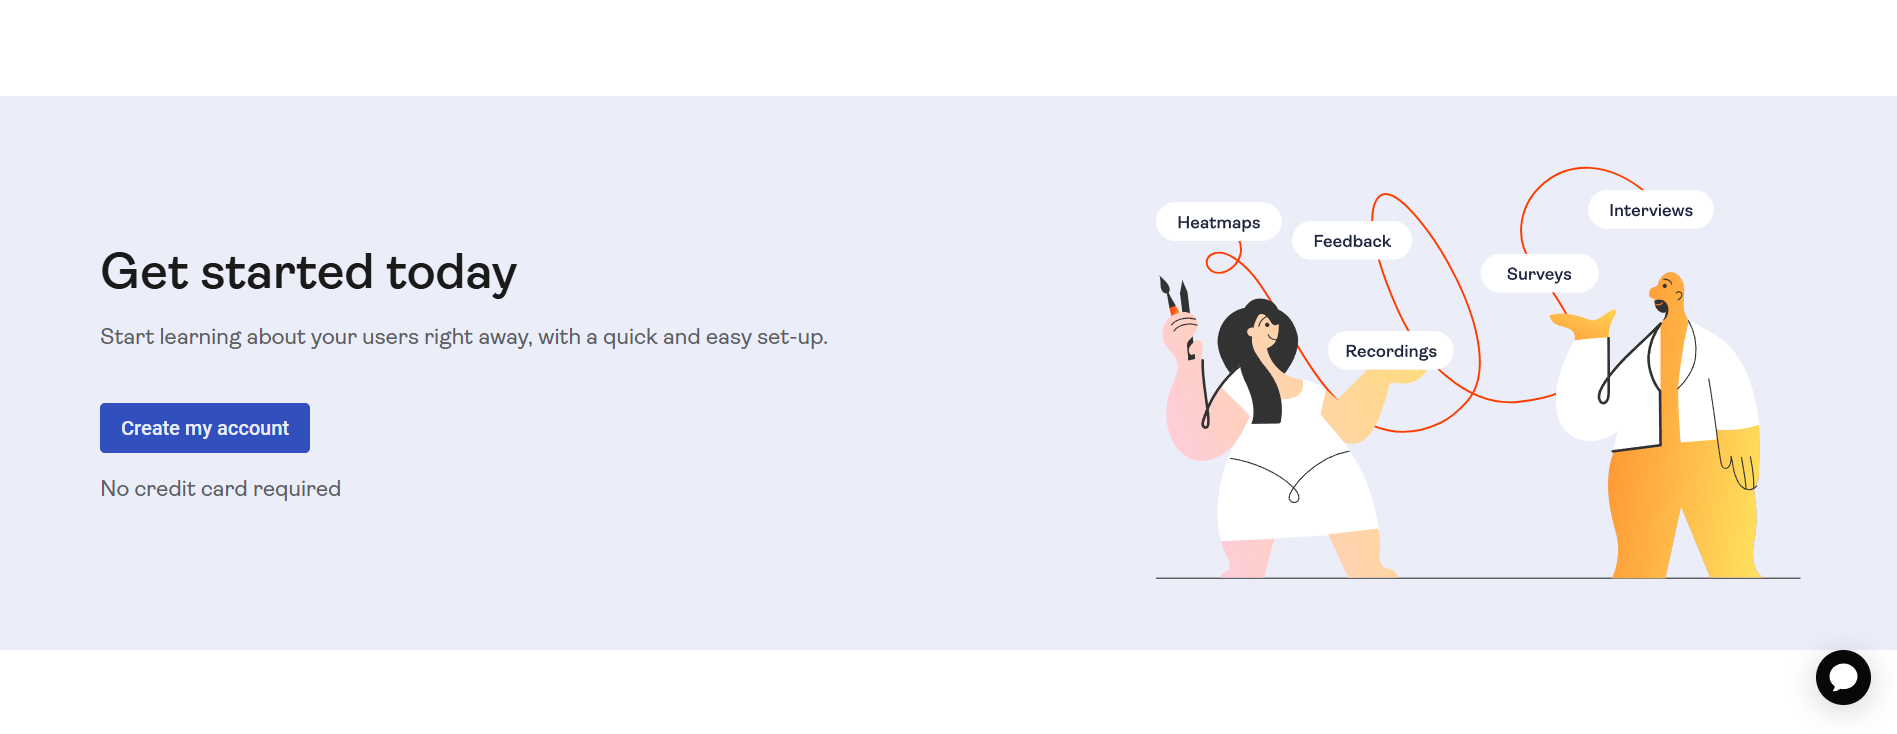 Get started today
Start learning about your users right away, with a quick and easy set-up.
Create my account
No credit card required
Heatmaps
Feedback
Interviews
Surveys
Recordings